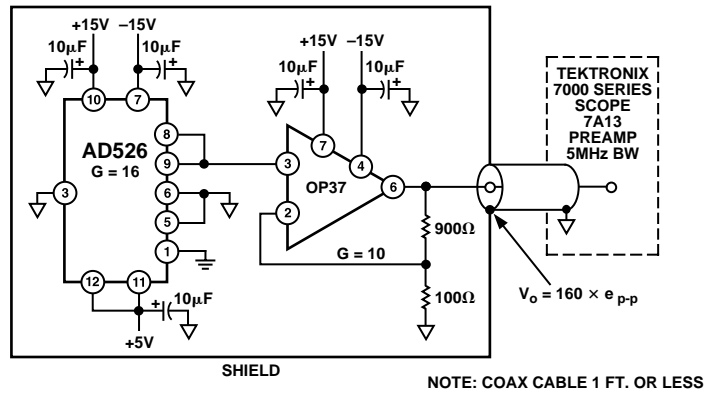 +15V –15V
10µF + 10µF +
10 7
8
AD526
G = 16
9
3
6
5
1
12 11
+ 10µF
+5V
+15V –15V
10µF + 10µF +
7
4
3
OP37
6
2
G = 10
900Ω
100Ω
TEKTRONIX
7000 SERIES
SCOPE
7A13
PREAMP
5MHz BW
Vo = 160 × e p-p
SHIELD
NOTE: COAX CABLE 1 FT. OR LESS